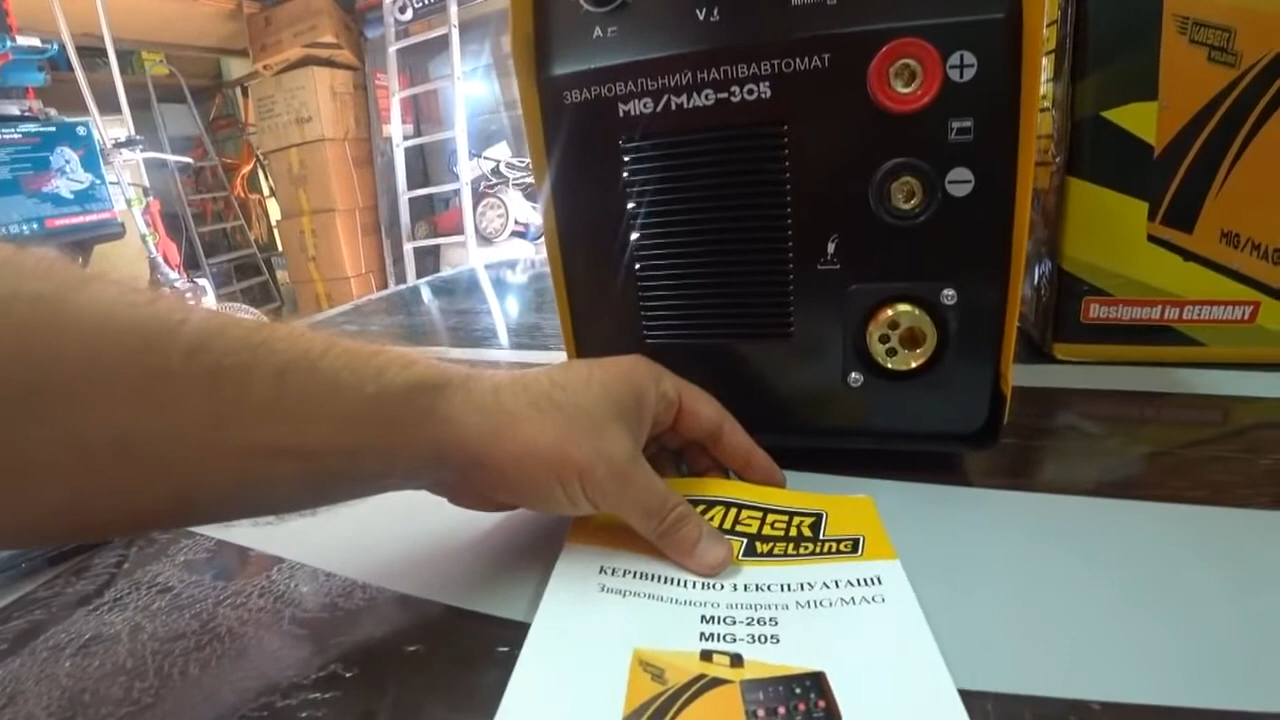 A
V
ЗВАРЮВАЛЬНИЙ НАПІВАВТОМАТ
MIG/MAG-305
+
−
KAISER
WELDING
MIG/MAG
Designed in GERMANY
KAISER
WELDING
КЕРІВНИЦТВО З ЕКСПЛУАТАЦІЇ
Зварювального апарата MIG/MAG
MIG-265
MIG-305